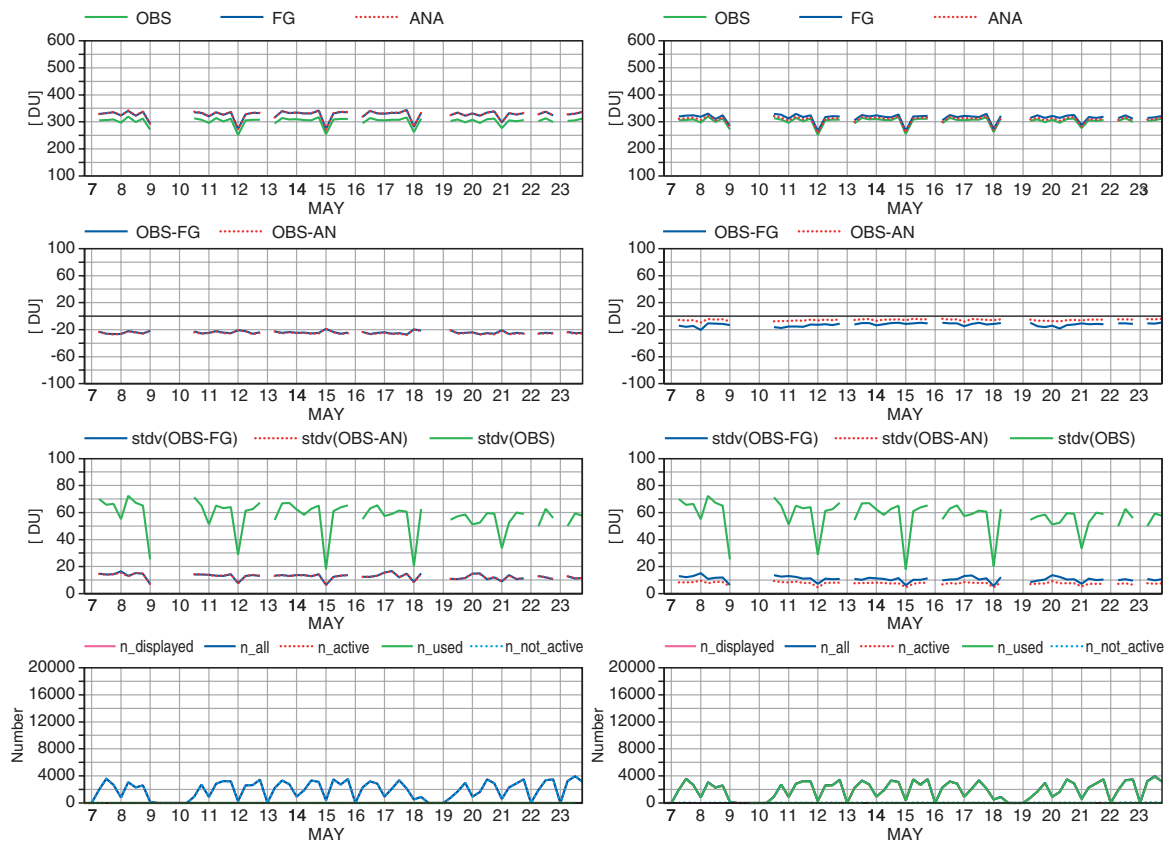 OBS FG ANA
[ DU]
600
500
400
300
200
100
7 8 9 10 11 12 13 14 15 16 17 18 19 20 21 22 23
MAY
OBS-FG OBS-AN
[ DU]
100
60
20
-20
-60
-100
7 8 9 10 11 12 13 14 15 16 17 18 19 20 21 22 23
MAY
stdv(OBS-FG) stdv(OBS-AN) stdv(OBS)
[ DU]
100
80
60
40
20
0
7 8 9 10 11 12 13 14 15 16 17 18 19 20 21 22 23
MAY
n_displayed n_all n_active n_used n_not_active
Number
20000
16000
12000
8000
4000
0
7 8 9 10 11 12 13 14 15 16 17 18 19 20 21 22 23
MAY
OBS FG ANA
[ DU]
600
500
400
300
200
100
7 8 9 10 11 12 13 14 15 16 17 18 19 20 21 22 23
MAY
OBS-FG OBS-AN
[ DU]
100
60
20
-20
-60
-100
7 8 9 10 11 12 13 14 15 16 17 18 19 20 21 22 23
MAY
stdv(OBS-FG) stdv(OBS-AN) stdv(OBS)
[ DU]
100
80
60
40
20
0
7 8 9 10 11 12 13 14 15 16 17 18 19 20 21 22 23
MAY
n_displayed n_all n_active n_used n_not_active
Number
20000
16000
12000
8000
4000
0
7 8 9 10 11 12 13 14 15 16 17 18 19 20 21 22 23
MAY